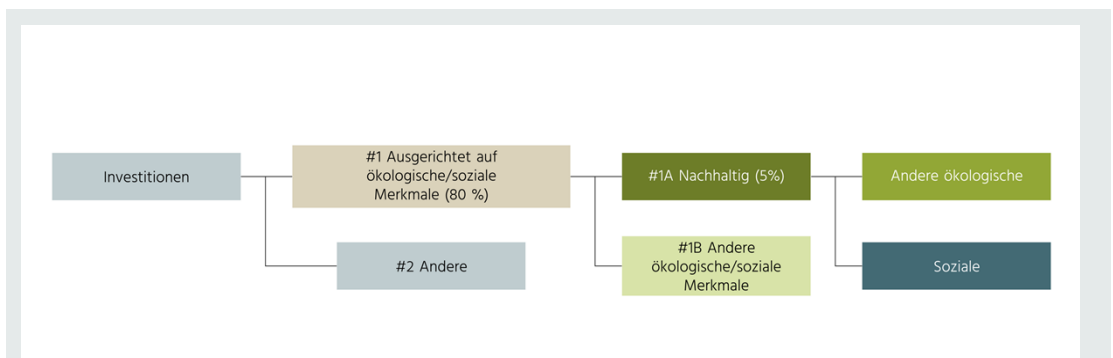 Investitionen
#1 Ausgerichtet auf
ökologische/soziale
Merkmale (80 %)
#1A Nachhaltig (5%)
Andere ökologische
#2 Andere
#1B Andere
ökologische/soziale
Merkmale
Soziale